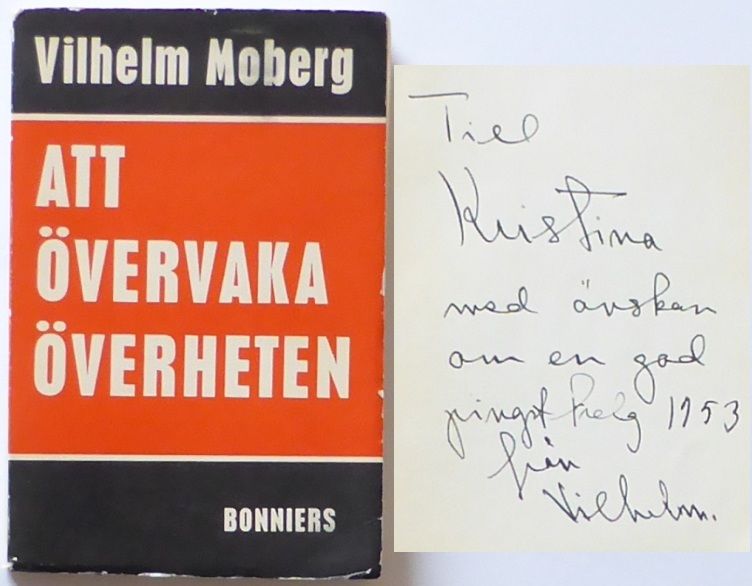 Vilhelm Moberg
ATT
ÖVERVAKA
ÖVERHETEN
BONNIERS
Till
Kristina
med önskan
om en god
pingsthelg 1953
från
Vilhelm.